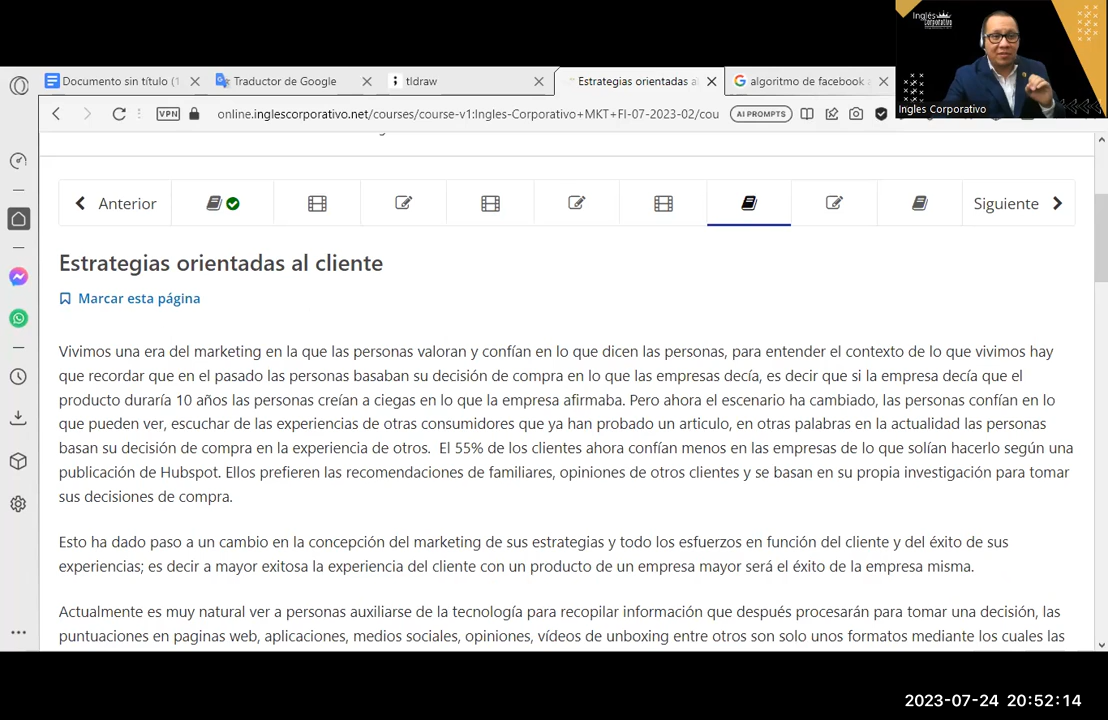 Inglés
Corporativo
Ingles Corporativo
Documento sin título (1
Traductor de Google
tldraw
Estrategias orientadas al
algoritmo de facebook
VPN
online.inglescorporativo.net/courses/course-v1:Ingles-Corporativo+MKT+FI-07-2023-02/cou
AI PROMPTS
Anterior
Siguiente
Estrategias orientadas al cliente
Marcar esta página
Vivimos una era del marketing en la que las personas valoran y confían en lo que dicen las personas, para entender el contexto de lo que vivimos hay
que recordar que en el pasado las personas basaban su decisión de compra en lo que las empresas decía, es decir que si la empresa decía que el
producto duraría 10 años las personas creían a ciegas en lo que la empresa afirmaba. Pero ahora el escenario ha cambiado, las personas confían en lo
que pueden ver, escuchar de las experiencias de otras consumidores que ya han probado un articulo, en otras palabras en la actualidad las personas
basan su decisión de compra en la experiencia de otros. El 55% de los clientes ahora confían menos en las empresas de lo que solían hacerlo según una
publicación de Hubspot. Ellos prefieren las recomendaciones de familiares, opiniones de otros clientes y se basan en su propia investigación para tomar
sus decisiones de compra.
Esto ha dado paso a un cambio en la concepción del marketing de sus estrategias y todo los esfuerzos en función del cliente y del éxito de sus
experiencias; es decir a mayor exitosa la experiencia del cliente con un producto de un empresa mayor será el éxito de la empresa misma.
Actualmente es muy natural ver a personas auxiliarse de la tecnología para recopilar información que después procesarán para tomar una decisión, las
puntuaciones en paginas web, aplicaciones, medios sociales, opiniones, vídeos de unboxing entre otros son solo unos formatos mediante los cuales las
2023-07-24 20:52:14